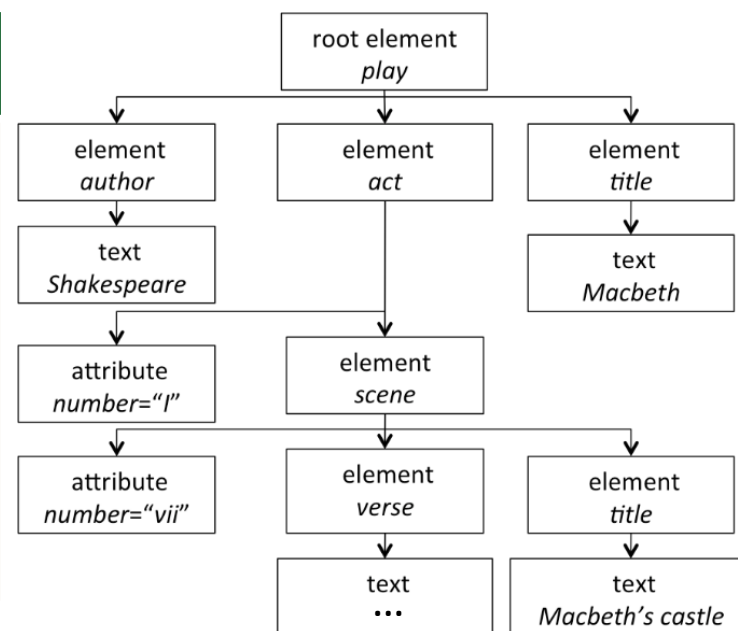 root element
play
element
author
element
act
element
title
text
Shakespeare
text
Macbeth
attribute
number="I"
element
scene
attribute
number="vii"
element
verse
element
title
text
...
text
Macbeth's castle